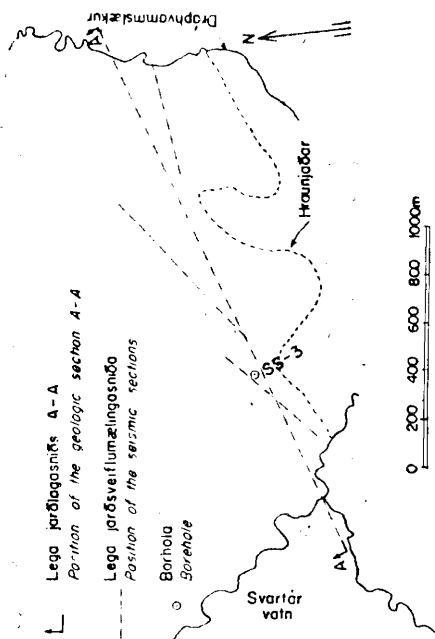 Lega jarðlagasniðs A-A
Position of the geologic section A-A
Lega jarðsveiflumælingasniða
Position of the seismic sections
Borhola
Borehole
Dráphvammslækur
A
N
SS-3
Hraunjaðar
A
Svartár
vatn
0 200 400 600 800 1000m